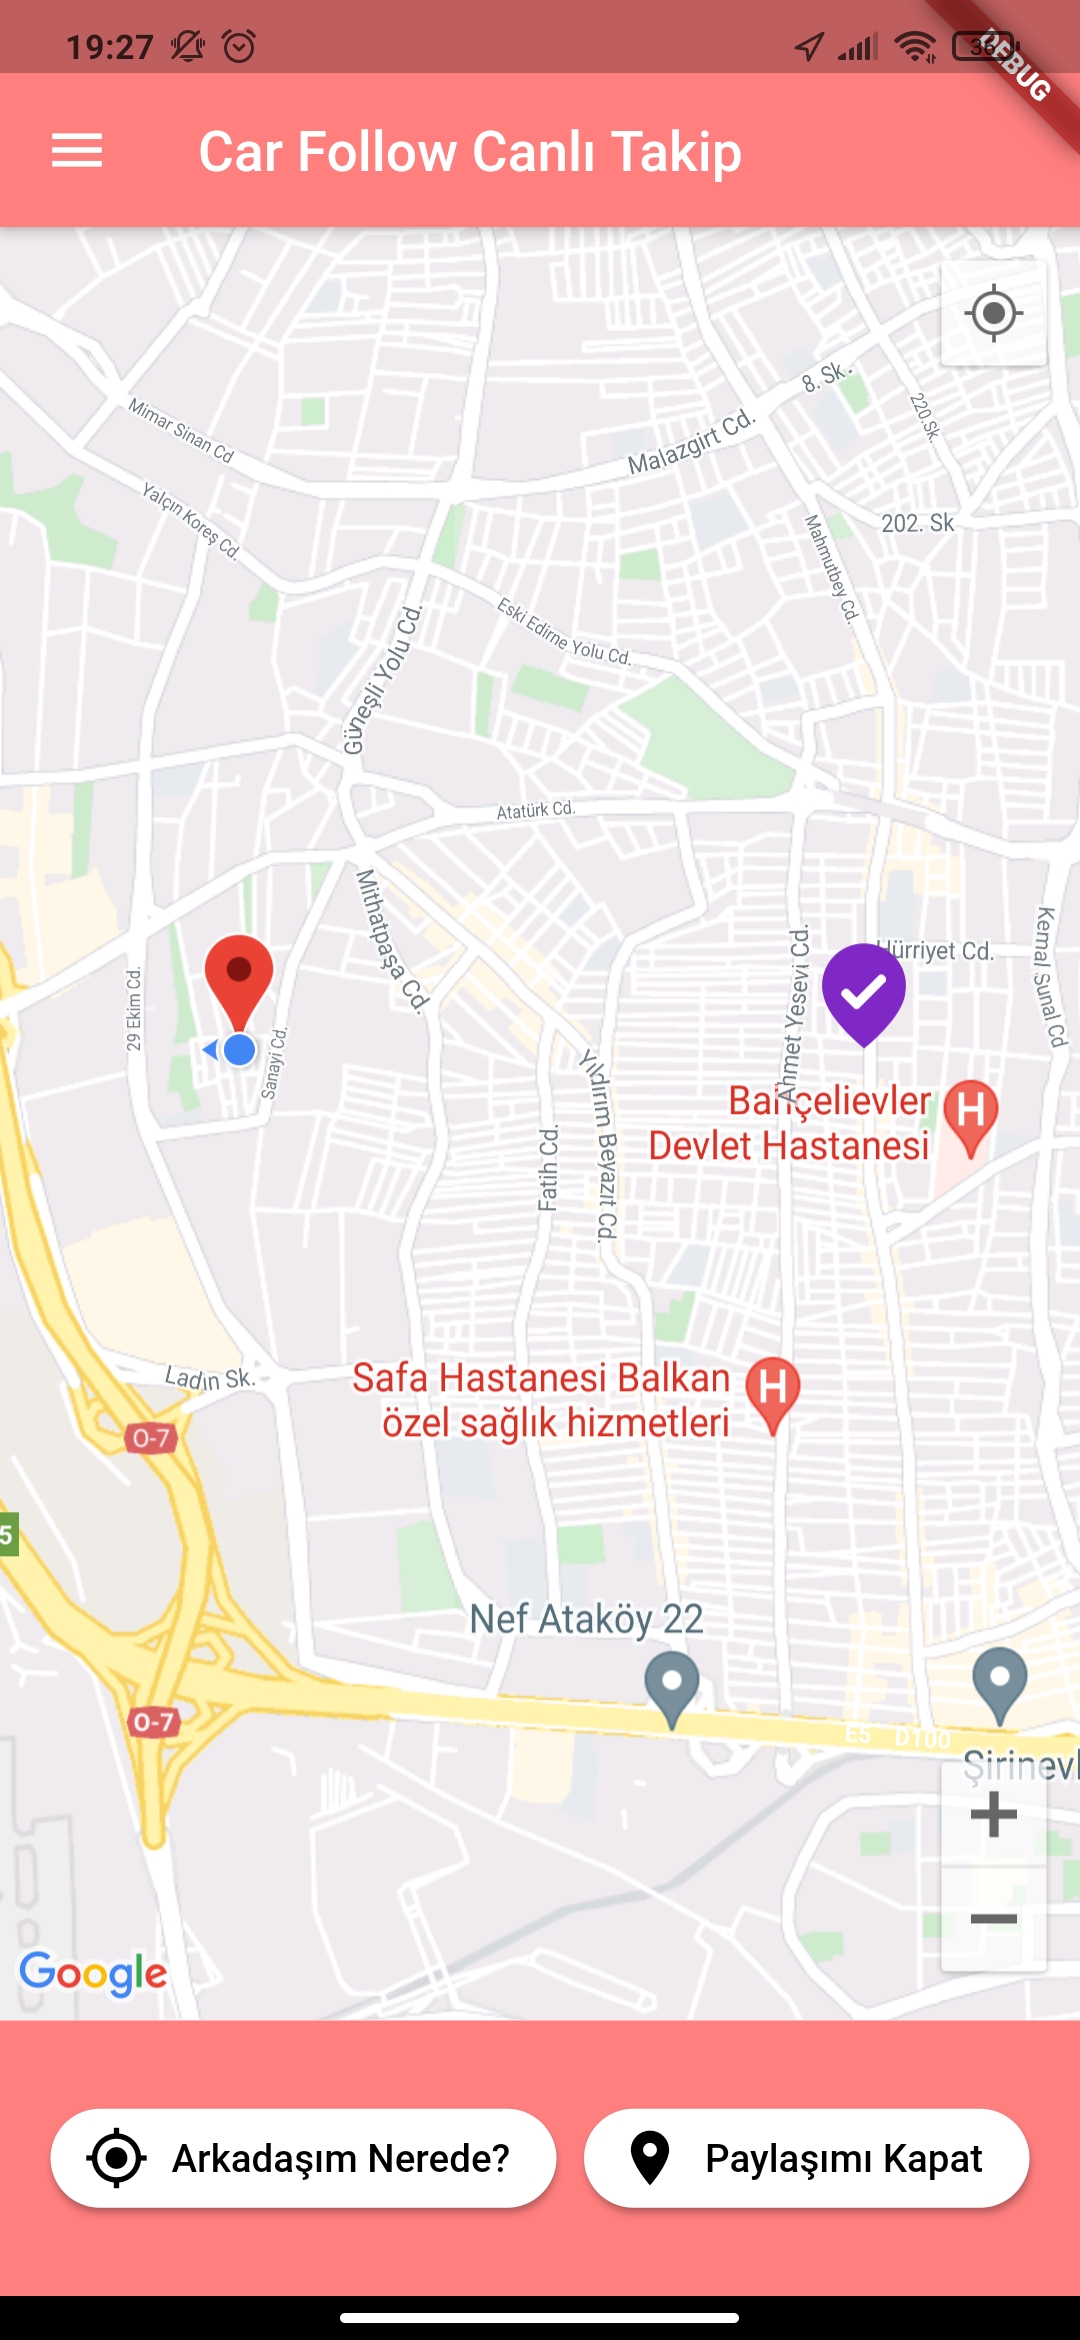 19:27
36
DEBUG
Car Follow Canlı Takip
8. Sk.
220.Sk.
Mimar Sinan Cd
Malazgirt Cd.
Yalçın Koreş Cd.
202. Sk
Mahmutbey Cd.
Eski Edirne Yolu Cd.
Güneşli Yolu Cd.
Atatürk Cd.
Mithatpaşa Cd.
Kemal Sunal Cd
Hürriyet Cd.
Ahmet Yesevi Cd.
29 Ekim Cd.
Sanayi Cd.
Yıldırım Beyazıt Cd.
Fatih Cd.
Bahçelievler
Devlet Hastanesi
H
Ladin Sk.
Safa Hastanesi Balkan
özel sağlık hizmetleri
H
O-7
5
Nef Ataköy 22
O-7
E5 D100
Şirinevl
+
−
Google
Arkadaşım Nerede?
Paylaşımı Kapat